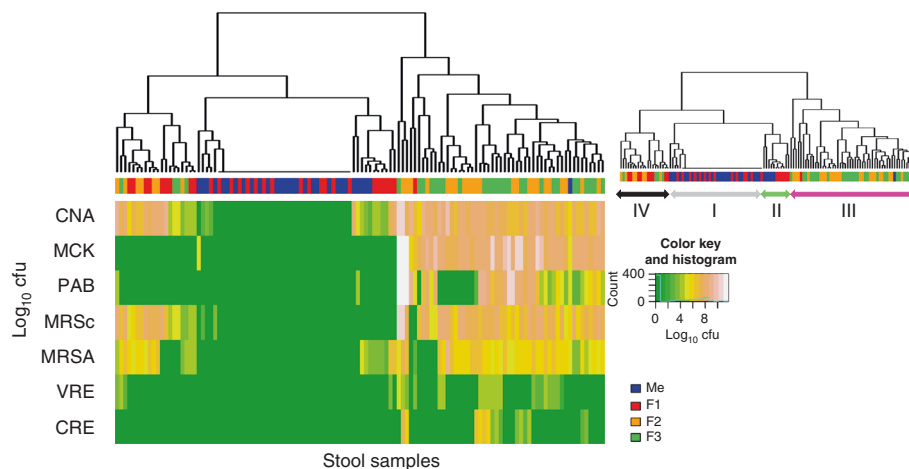 IV I II III
CNA
MCK
PAB
MRSc
MRSA
VRE
CRE
Log10 cfu
Stool samples
Color key
and histogram
Count
400
0
0 4 8
Log10 cfu
Me
F1
F2
F3